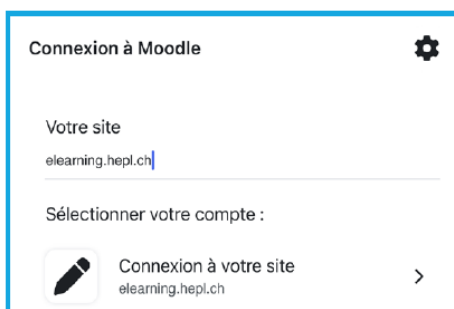 Connexion à Moodle
Votre site
elearning.hepl.ch
Sélectionner votre compte :
Connexion à votre site
elearning.hepl.ch